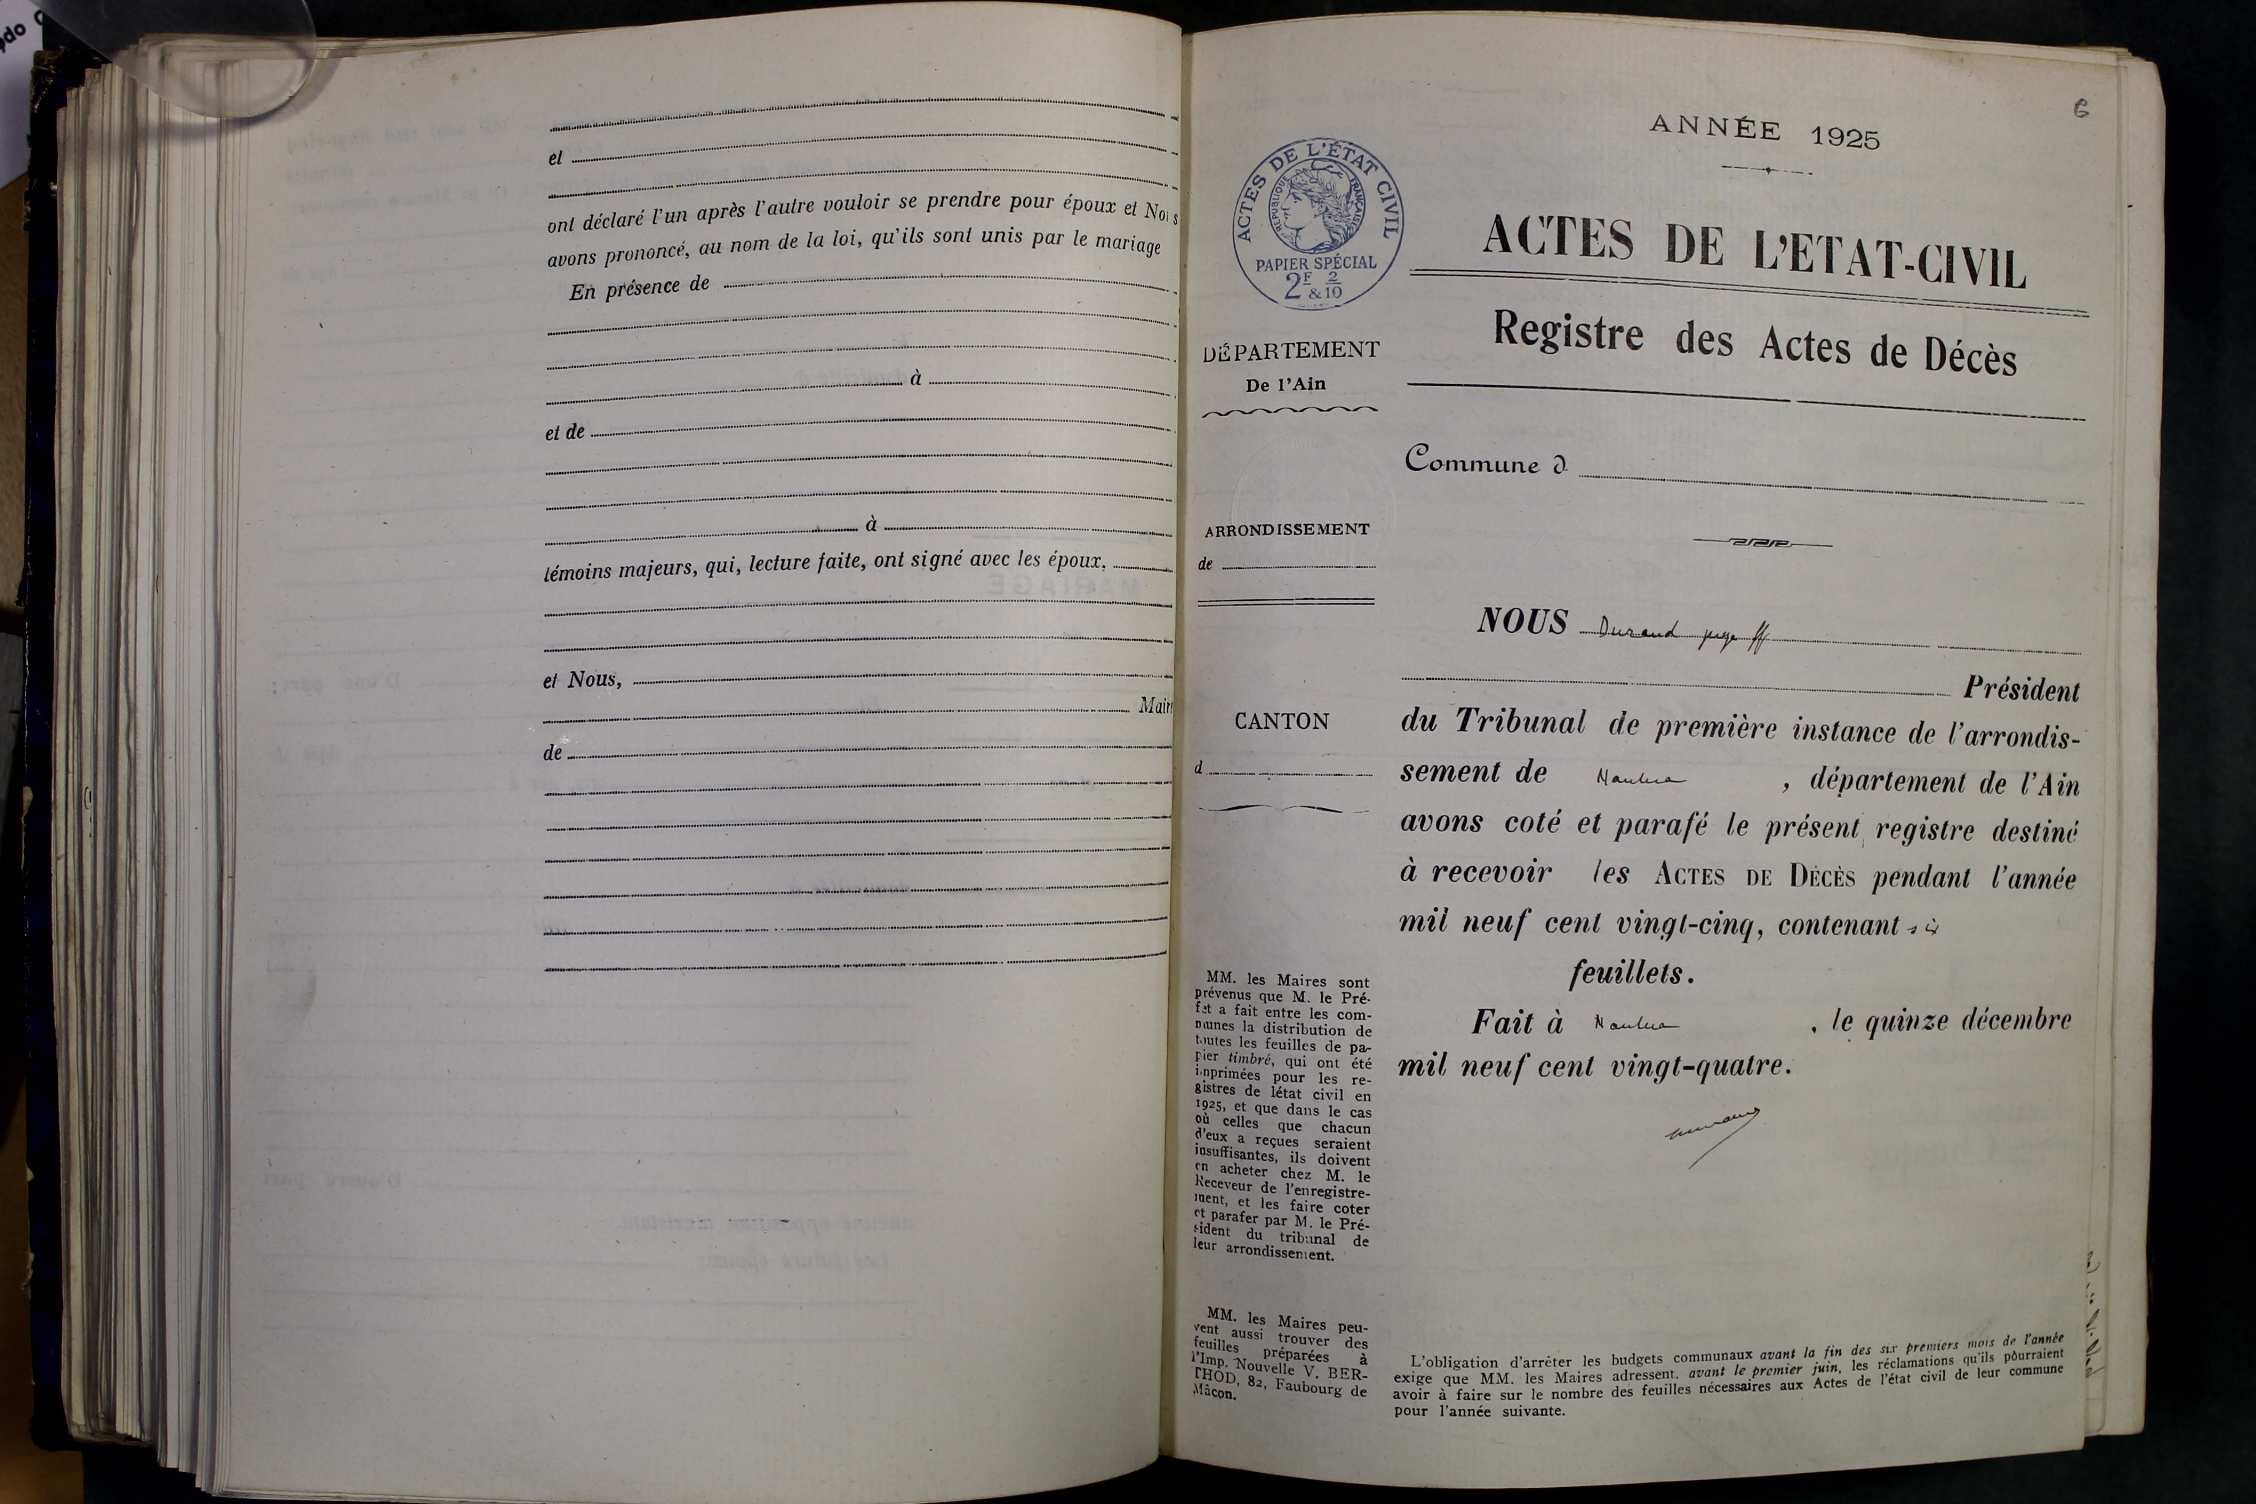 et
ont déclaré l'un après l'autre vouloir se prendre pour époux et Nous
avons prononcé, au nom de la loi, qu'ils sont unis par le mariage
En présence de
à
et de
à
témoins majeurs, qui, lecture faite, ont signé avec les époux,
et Nous,
Maire
de
6
ANNÉE 1925
ACTES DE L'ÉTAT CIVIL
RÉPUBLIQUE FRANÇAISE
PAPIER SPÉCIAL
2F & 2/10
ACTES DE L'ETAT-CIVIL
Registre des Actes de Décès
DÉPARTEMENT
De l'Ain
Commune d
ARRONDISSEMENT
de
CANTON
d
NOUS Durand juge ff
Président
du Tribunal de première instance de l'arrondis-
sement de Nantua , département de l'Ain
avons coté et parafé le présent registre destiné
à recevoir les ACTES DE DÉCÈS pendant l'année
mil neuf cent vingt-cinq, contenant six
feuillets.
Fait à Nantua , le quinze décembre
mil neuf cent vingt-quatre.
MM. les Maires sont
prévenus que M. le Pré-
fet a fait entre les com-
munes la distribution de
toutes les feuilles de pa-
pier timbré, qui ont été
imprimées pour les re-
gistres de létat civil en
1925, et que dans le cas
où celles que chacun
d'eux a reçues seraient
insuffisantes, ils doivent
en acheter chez M. le
Receveur de l'enregistre-
ment, et les faire coter
et parafer par M. le Pré-
sident du tribunal de
leur arrondissement.
MM. les Maires peu-
vent aussi trouver des
feuilles préparées à
l'Imp. Nouvelle V. BER-
THOD, 82, Faubourg de
Mâcon.
L'obligation d'arrêter les budgets communaux avant la fin des six premiers mois de l'année
exige que MM. les Maires adressent, avant le premier juin, les réclamations qu'ils pourraient
avoir à faire sur le nombre des feuilles nécessaires aux Actes de l'état civil de leur commune
pour l'année suivante.